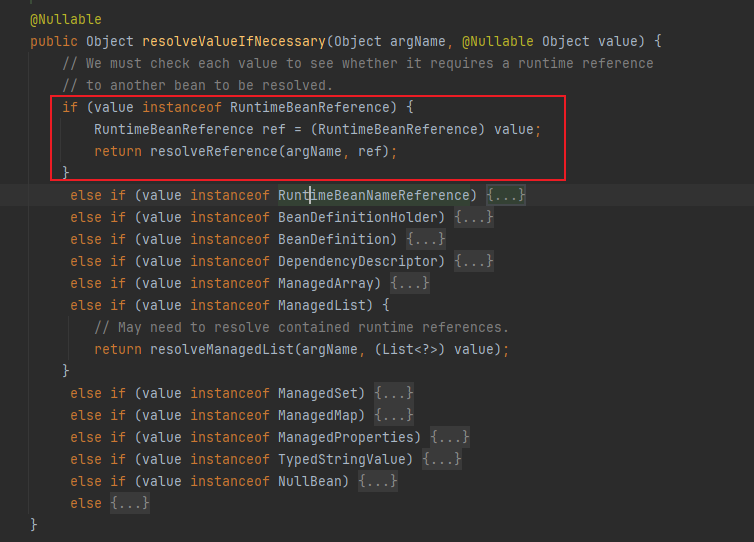 @Nullable
public Object resolveValueIfNecessary(Object argName, @Nullable Object value) {
// We must check each value to see whether it requires a runtime reference
// to another bean to be resolved.
if (value instanceof RuntimeBeanReference) {
RuntimeBeanReference ref = (RuntimeBeanReference) value;
return resolveReference(argName, ref);
}
else if (value instanceof RuntimeBeanNameReference) {...}
else if (value instanceof BeanDefinitionHolder) {...}
else if (value instanceof BeanDefinition) {...}
else if (value instanceof DependencyDescriptor) {...}
else if (value instanceof ManagedArray) {...}
else if (value instanceof ManagedList) {
// May need to resolve contained runtime references.
return resolveManagedList(argName, (List<?>) value);
}
else if (value instanceof ManagedSet) {...}
else if (value instanceof ManagedMap) {...}
else if (value instanceof ManagedProperties) {...}
else if (value instanceof TypedStringValue) {...}
else if (value instanceof NullBean) {...}
else {...}
}